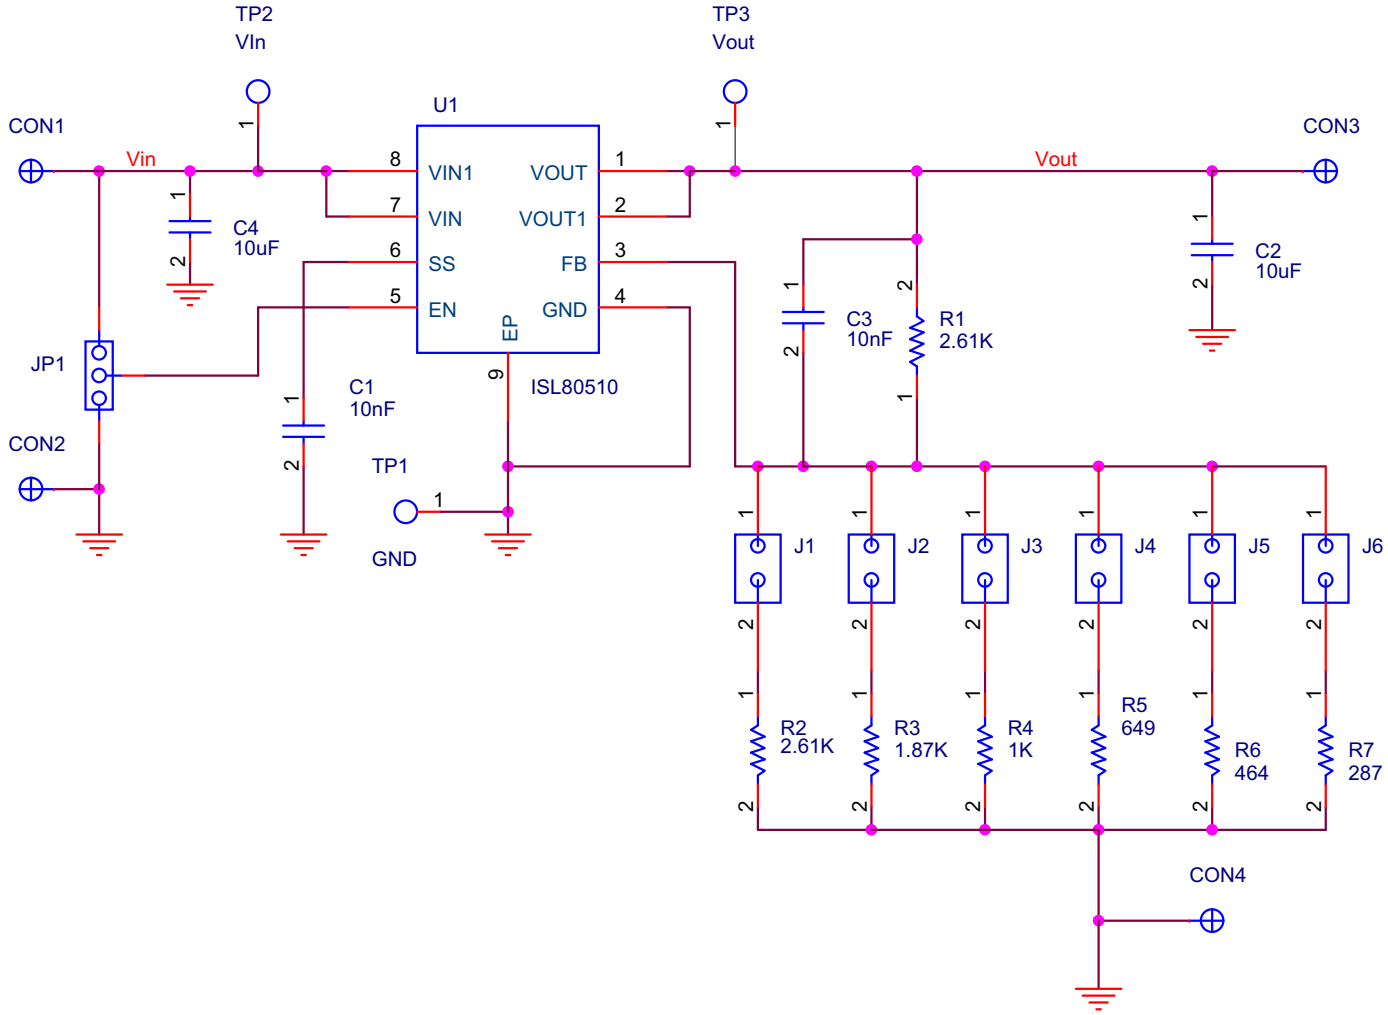 TP2
VIn
TP3
Vout
U1
CON1
CON3
1
1
Vin
Vout
8
VIN1
VOUT
1
7
VIN
VOUT1
2
6
SS
FB
3
5
EN
GND
4
EP
9
ISL80510
1
C4
10uF
2
1
C2
10uF
2
1
C3
10nF
2
2
R1
2.61K
1
JP1
1
C1
10nF
2
CON2
TP1
1
GND
1
J1
2
1
J2
2
1
J3
2
1
J4
2
1
J5
2
1
J6
2
1
R2
2.61K
2
1
R3
1.87K
2
1
R4
1K
2
1
R5
649
2
1
R6
464
2
1
R7
287
2
CON4